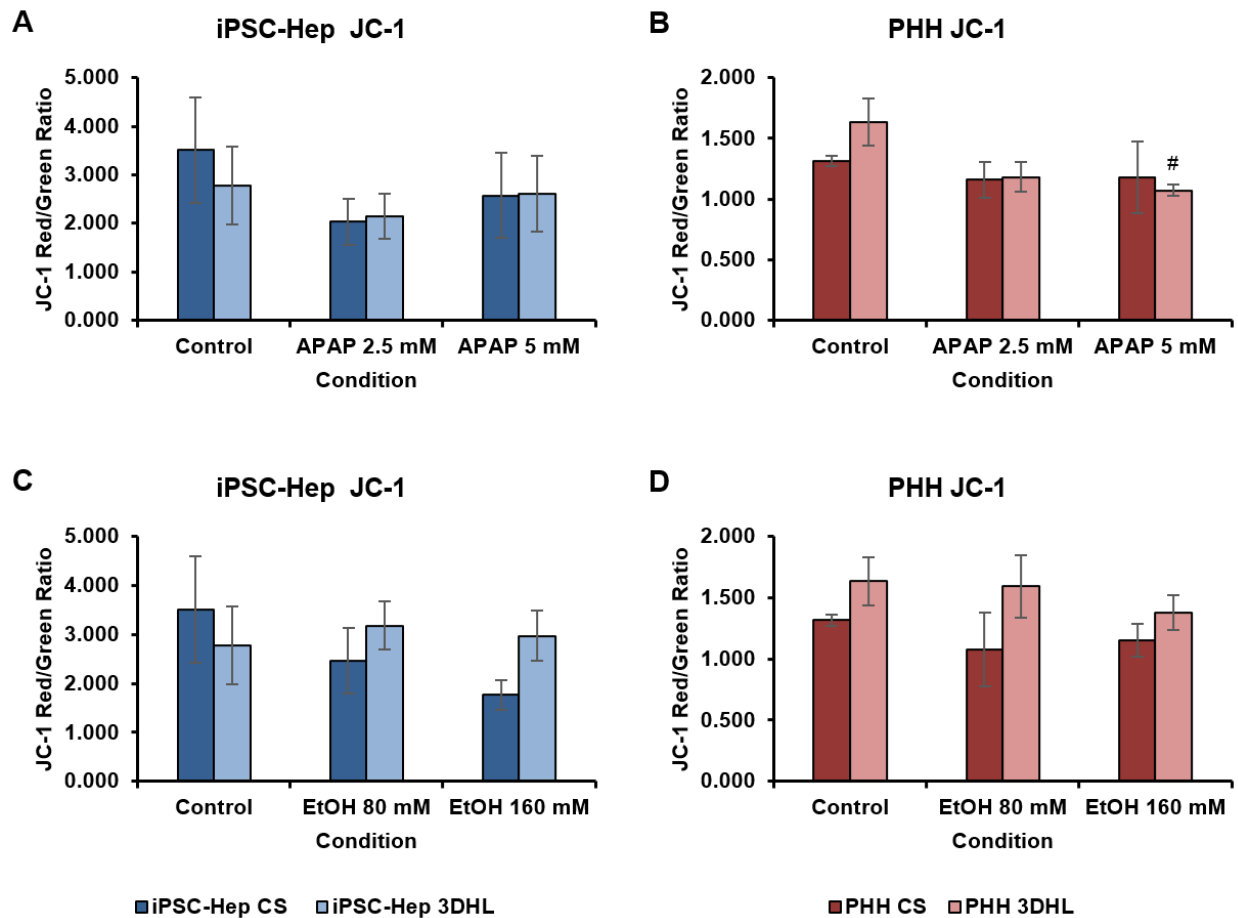 A
iPSC-Hep  JC-1
JC-1 Red/Green Ratio
5.000
4.000
3.000
2.000
1.000
0.000
Control
APAP 2.5 mM
APAP 5 mM
Condition
B
PHH JC-1
JC-1 Red/Green Ratio
2.000
1.500
1.000
0.500
0.000
#
Control
APAP 2.5 mM
APAP 5 mM
Condition
C
iPSC-Hep  JC-1
JC-1 Red/Green Ratio
5.000
4.000
3.000
2.000
1.000
0.000
Control
EtOH 80 mM
EtOH 160 mM
Condition
iPSC-Hep CS
iPSC-Hep 3DHL
D
PHH JC-1
JC-1 Red/Green Ratio
2.000
1.500
1.000
0.500
0.000
Control
EtOH 80 mM
EtOH 160 mM
Condition
PHH CS
PHH 3DHL